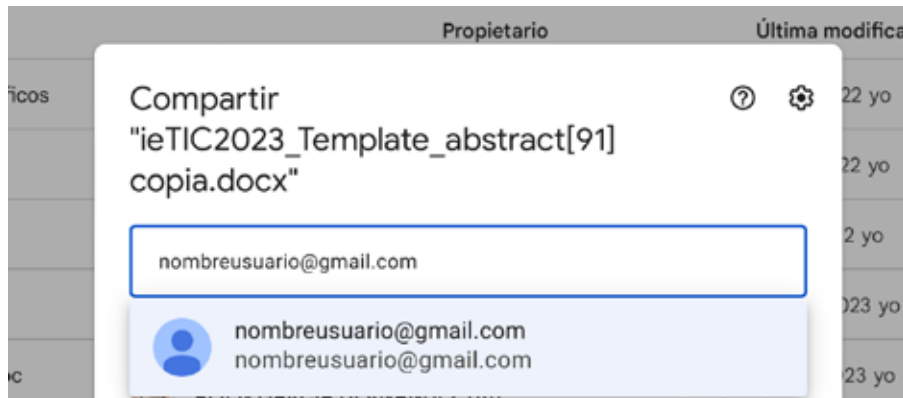 Propietario
Última modifica
ficos
Compartir
22 yo
"ieTIC2023_Template_abstract[91]
22 yo
copia.docx"
2 yo
nombreusuario@gmail.com
023 yo
nombreusuario@gmail.com
nombreusuario@gmail.com
oc
23 yo